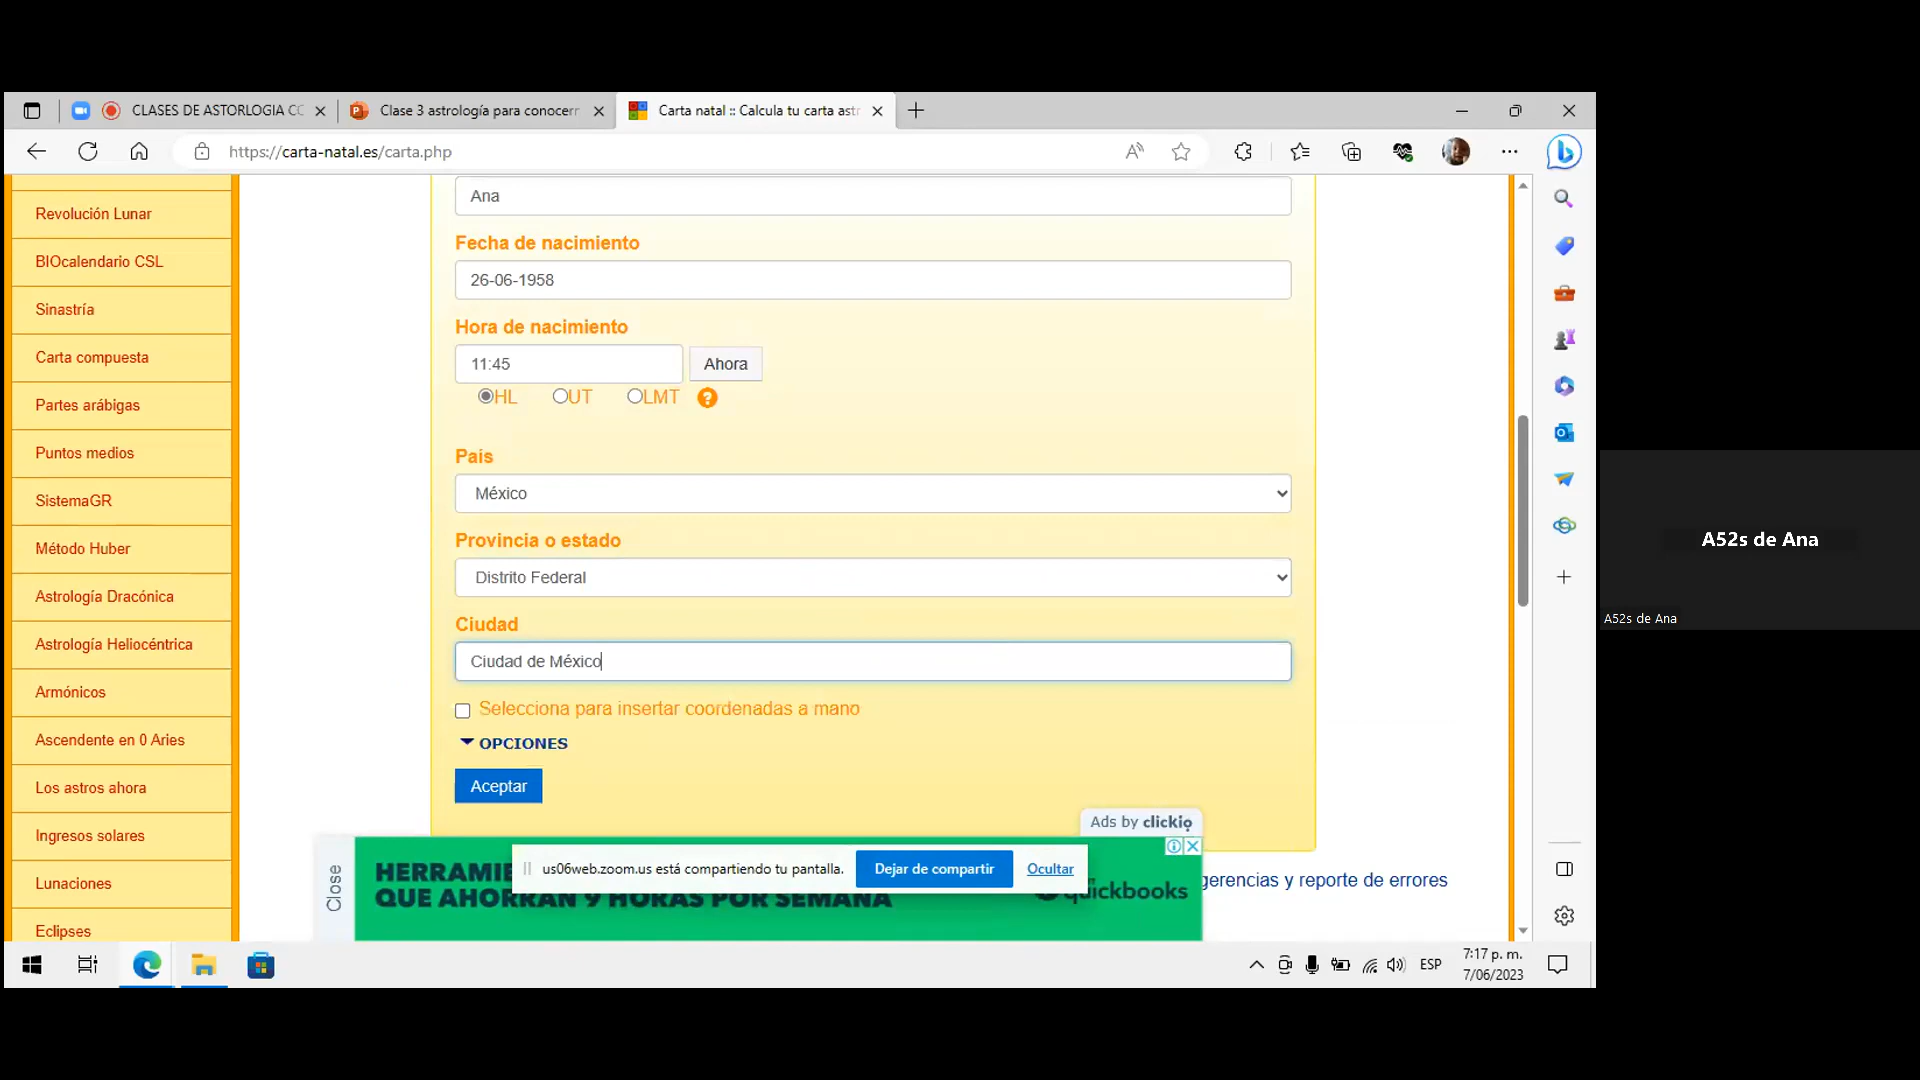 CLASES DE ASTORLOGIA CC
Clase 3 astrología para conocerr
Carta natal :: Calcula tu carta astr
https://carta-natal.es/carta.php
Revolución Lunar
BIOcalendario CSL
Sinastría
Carta compuesta
Partes arábigas
Puntos medios
SistemaGR
Método Huber
Astrología Dracónica
Astrología Heliocéntrica
Armónicos
Ascendente en 0 Aries
Los astros ahora
Ingresos solares
Lunaciones
Eclipses
Ana
Fecha de nacimiento
26-06-1958
Hora de nacimiento
11:45
Ahora
HL UT LMT ?
País
México
Provincia o estado
Distrito Federal
Ciudad
Ciudad de México
Selecciona para insertar coordenadas a mano
OPCIONES
Aceptar
Ads by clickio
Close
HERRAMIE
QUE AHORRAN 9 HORAS POR SEMANA
quickbooks
us06web.zoom.us está compartiendo tu pantalla.
Dejar de compartir
Ocultar
gerencias y reporte de errores
ESP
7:17 p. m.
7/06/2023
A52s de Ana
A52s de Ana